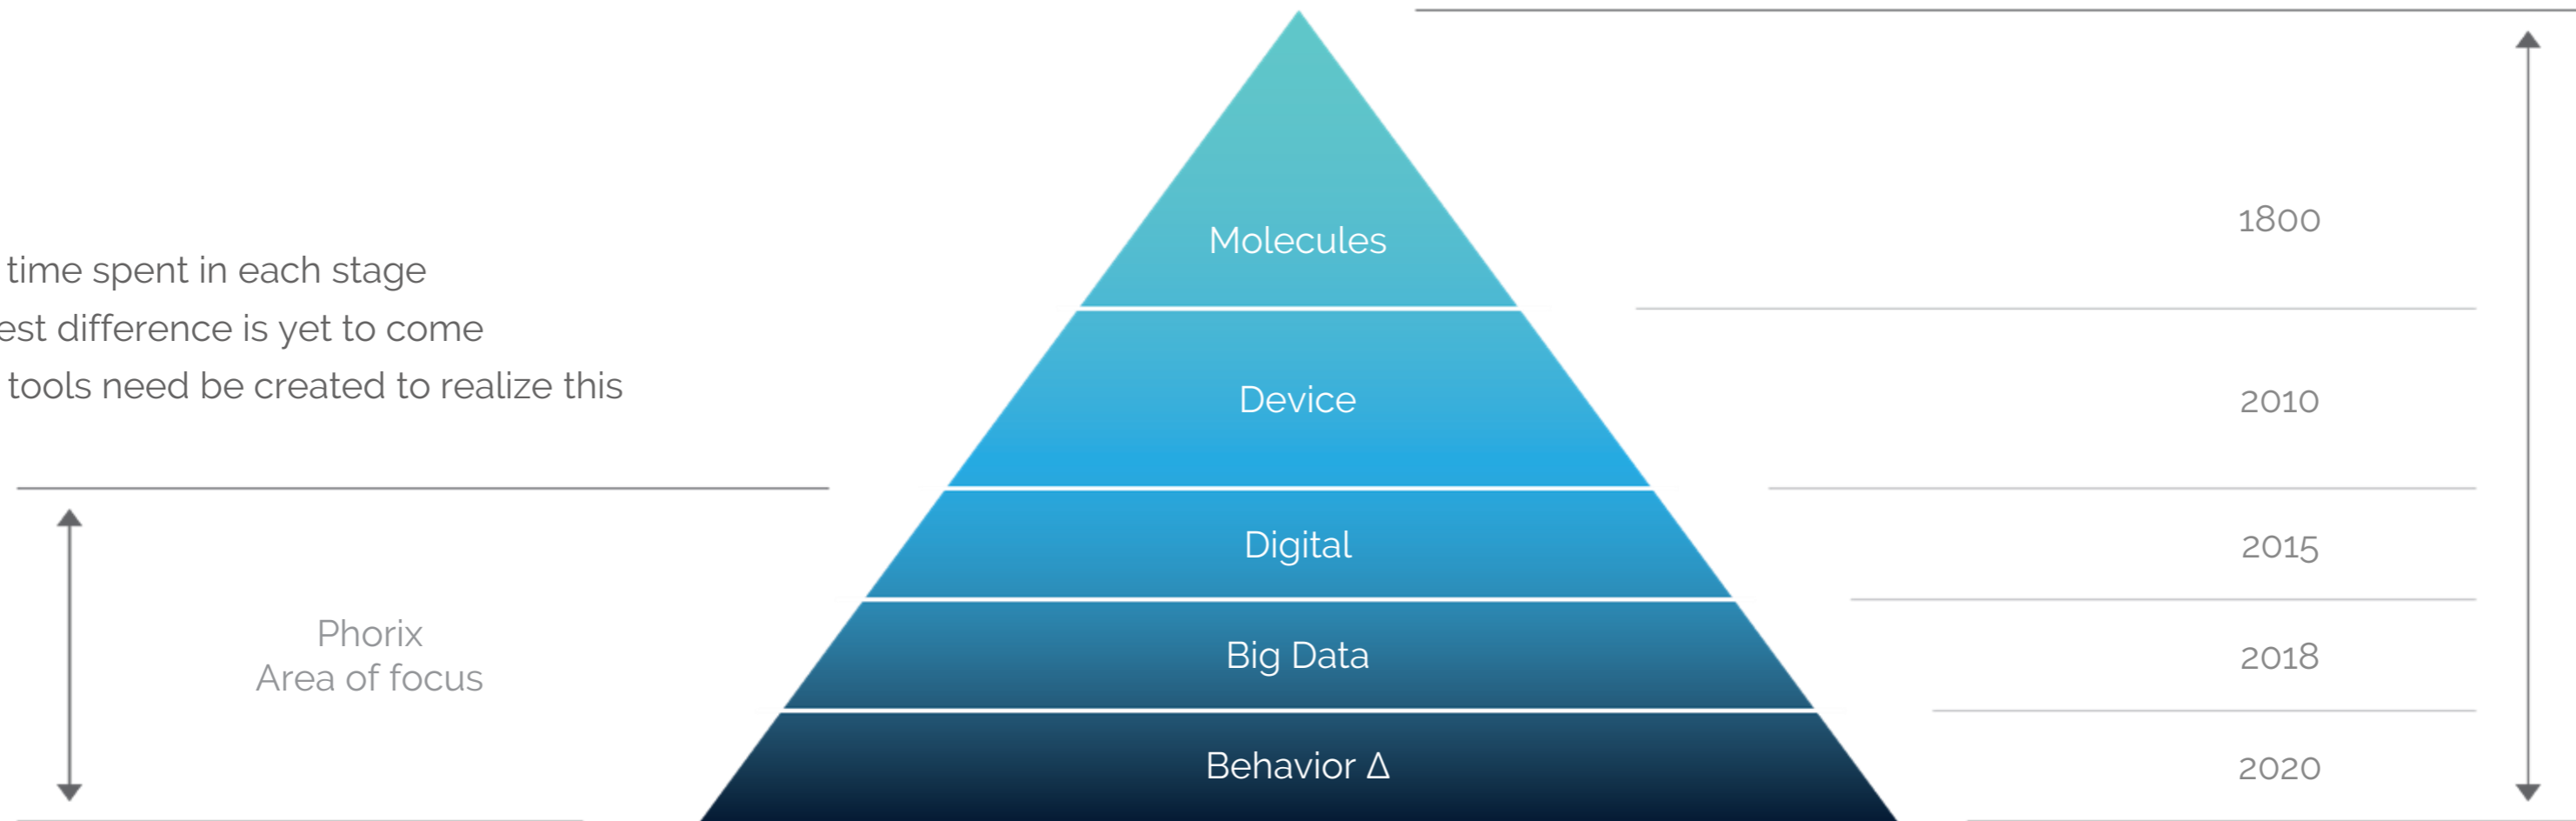 time spent in each stage
est difference is yet to come
tools need be created to realize this
Phorix
Area of focus
Molecules
Device
Digital
Big Data
Behavior Δ
1800
2010
2015
2018
2020